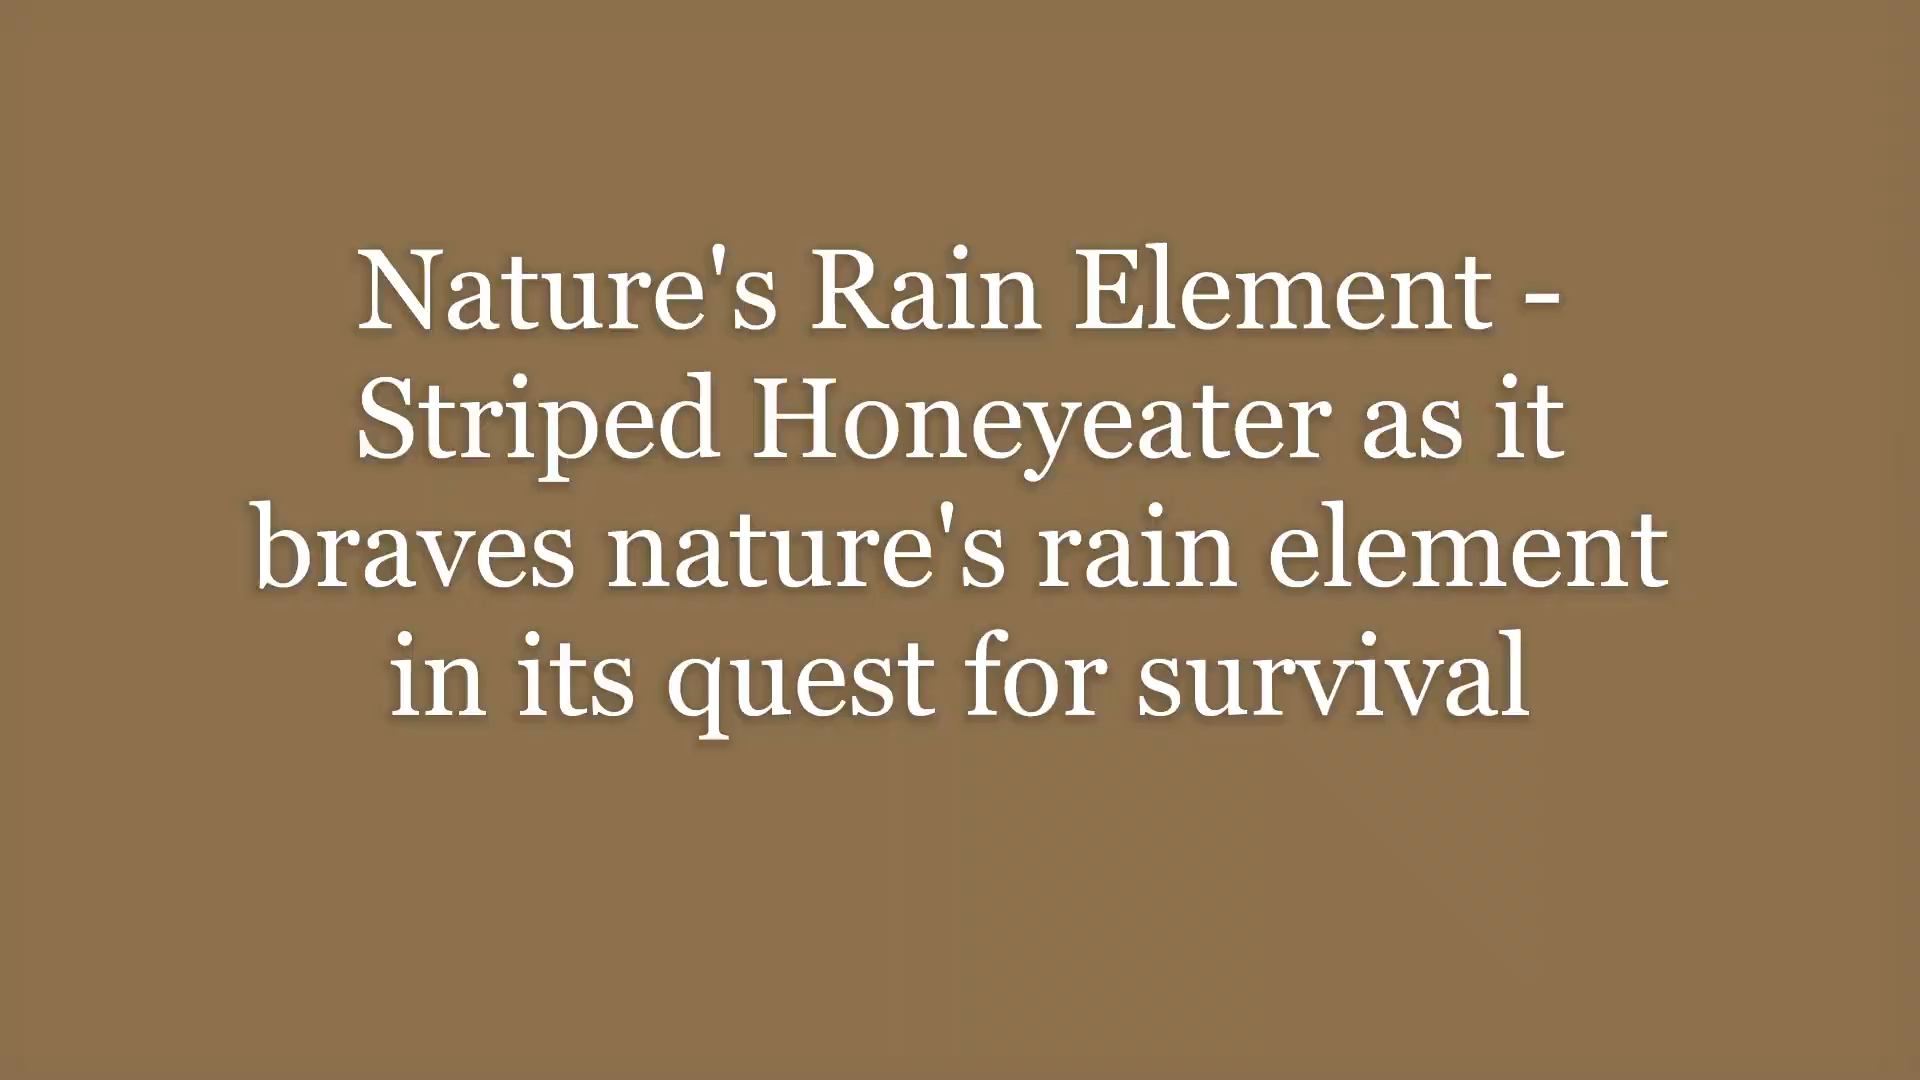 Nature's Rain Element -
Striped Honeyeater as it
braves nature's rain element
in its quest for survival